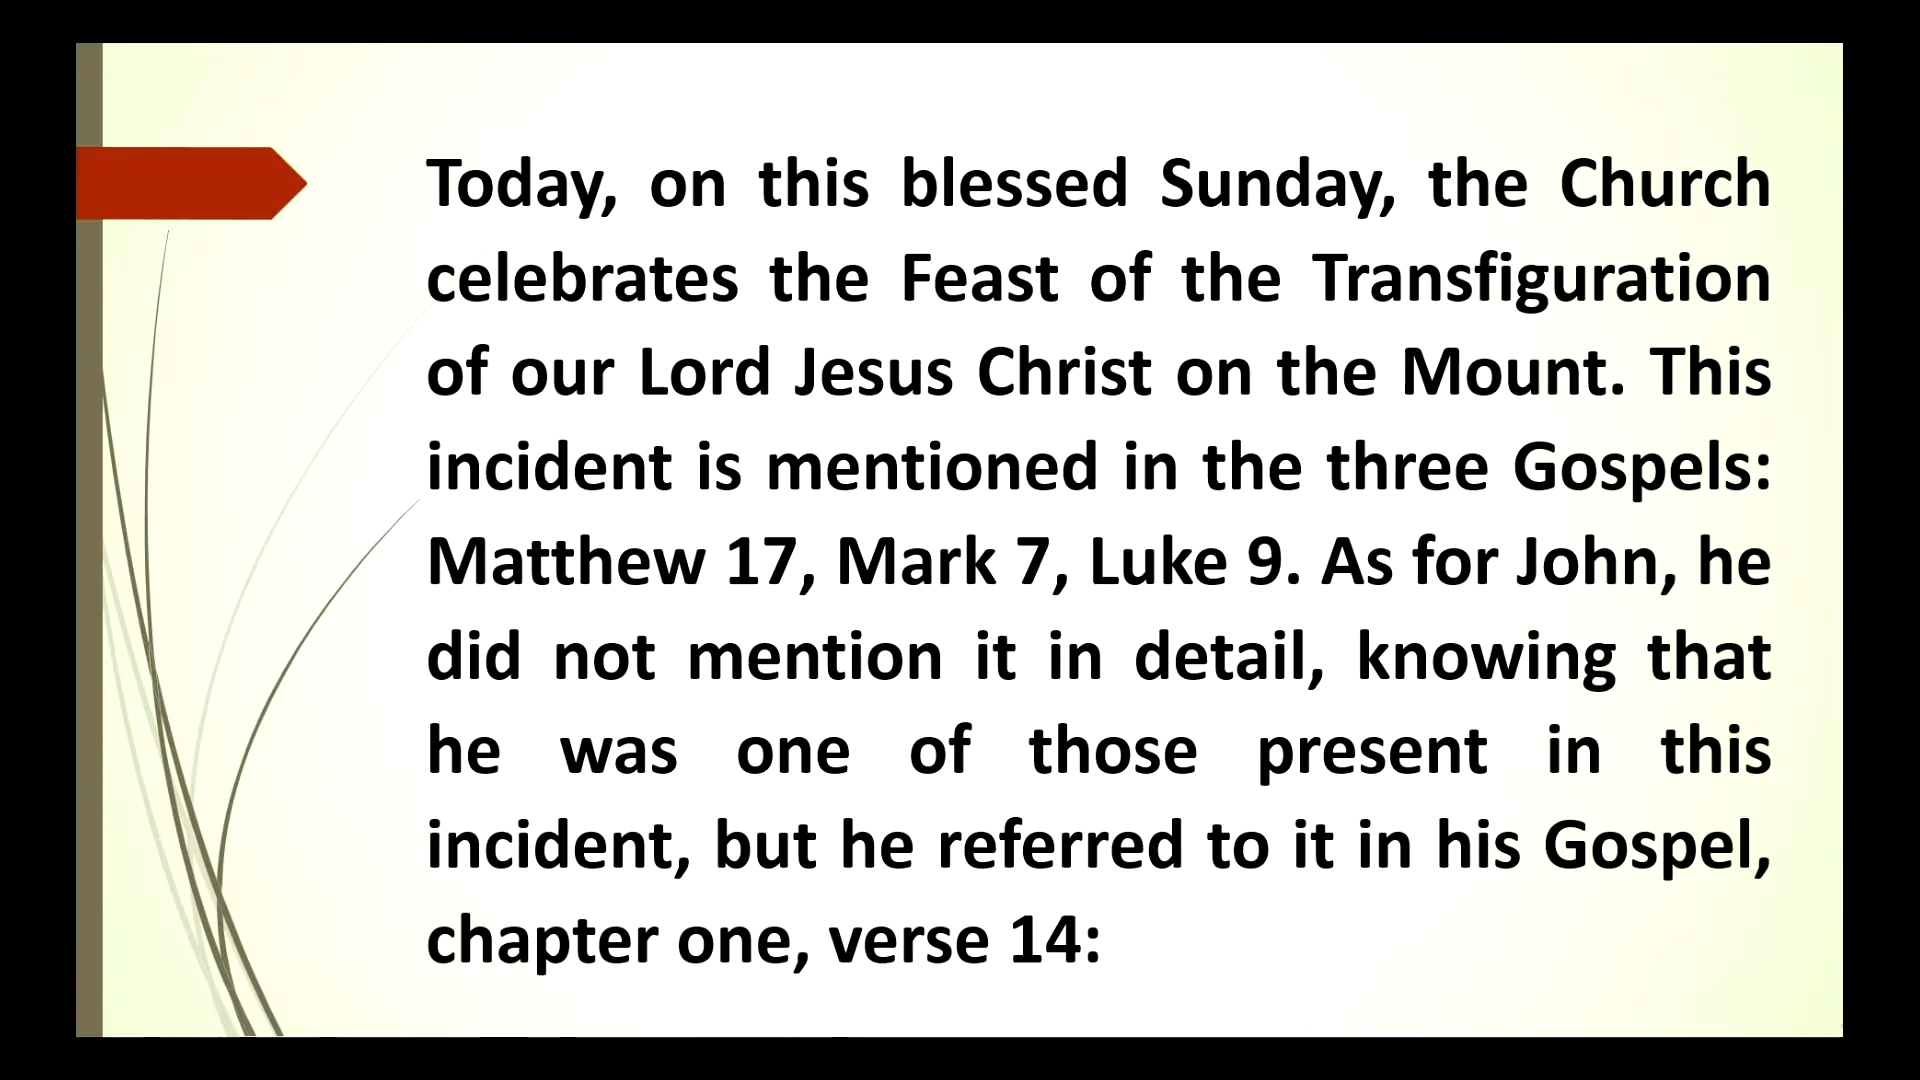 Today, on this blessed Sunday, the Church
celebrates the Feast of the Transfiguration
of our Lord Jesus Christ on the Mount. This
incident is mentioned in the three Gospels:
Matthew 17, Mark 7, Luke 9. As for John, he
did not mention it in detail, knowing that
he was one of those present in this
incident, but he referred to it in his Gospel,
chapter one, verse 14: